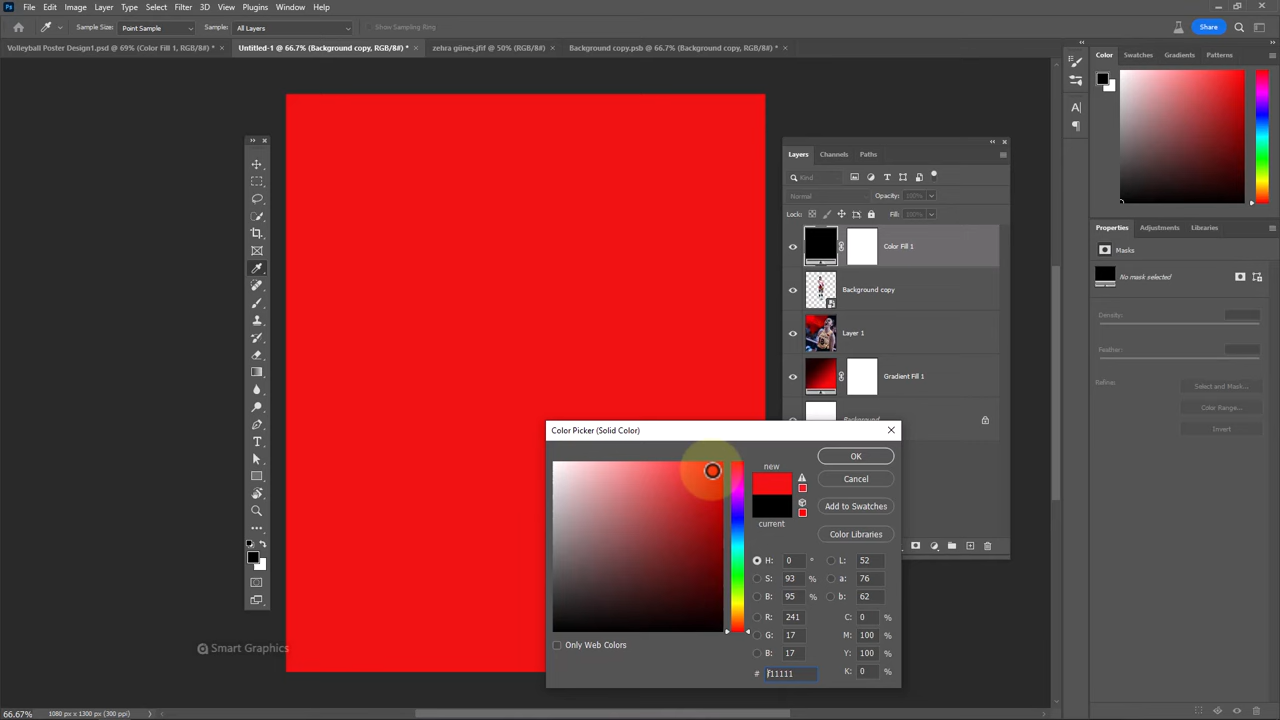 Ps File Edit Image Layer Type Select Filter 3D View Plugins Window Help
Sample Size: Point Sample Sample: All Layers Show Sampling Ring Share
Volleyball Poster Design1.psd @ 69% (Color Fill 1, RGB/8#) * × Untitled-1 @ 66.7% (Background copy, RGB/8#) * × zehra güneş.jfif @ 50% (RGB/8#) × Background copy.psb @ 66.7% (Background copy, RGB/8#) * ×
Color Swatches Gradients Patterns
Layers Channels Paths
Kind
Normal Opacity: 100%
Lock: Fill: 100%
Color Fill 1
Background copy
Layer 1
Gradient Fill 1
Background
Properties Adjustments Libraries
Masks
No mask selected
Density:
Feather:
Refine: Select and Mask...
Color Range...
Invert
Color Picker (Solid Color)
new
current
OK
Cancel
Add to Swatches
Color Libraries
H: 0 ° L: 52
S: 93 % a: 76
B: 95 % b: 62
R: 241 C: 0 %
G: 17 M: 100 %
B: 17 Y: 100 %
# f11111 K: 0 %
Only Web Colors
Smart Graphics
66.67% 1080 px x 1300 px (300 ppi)